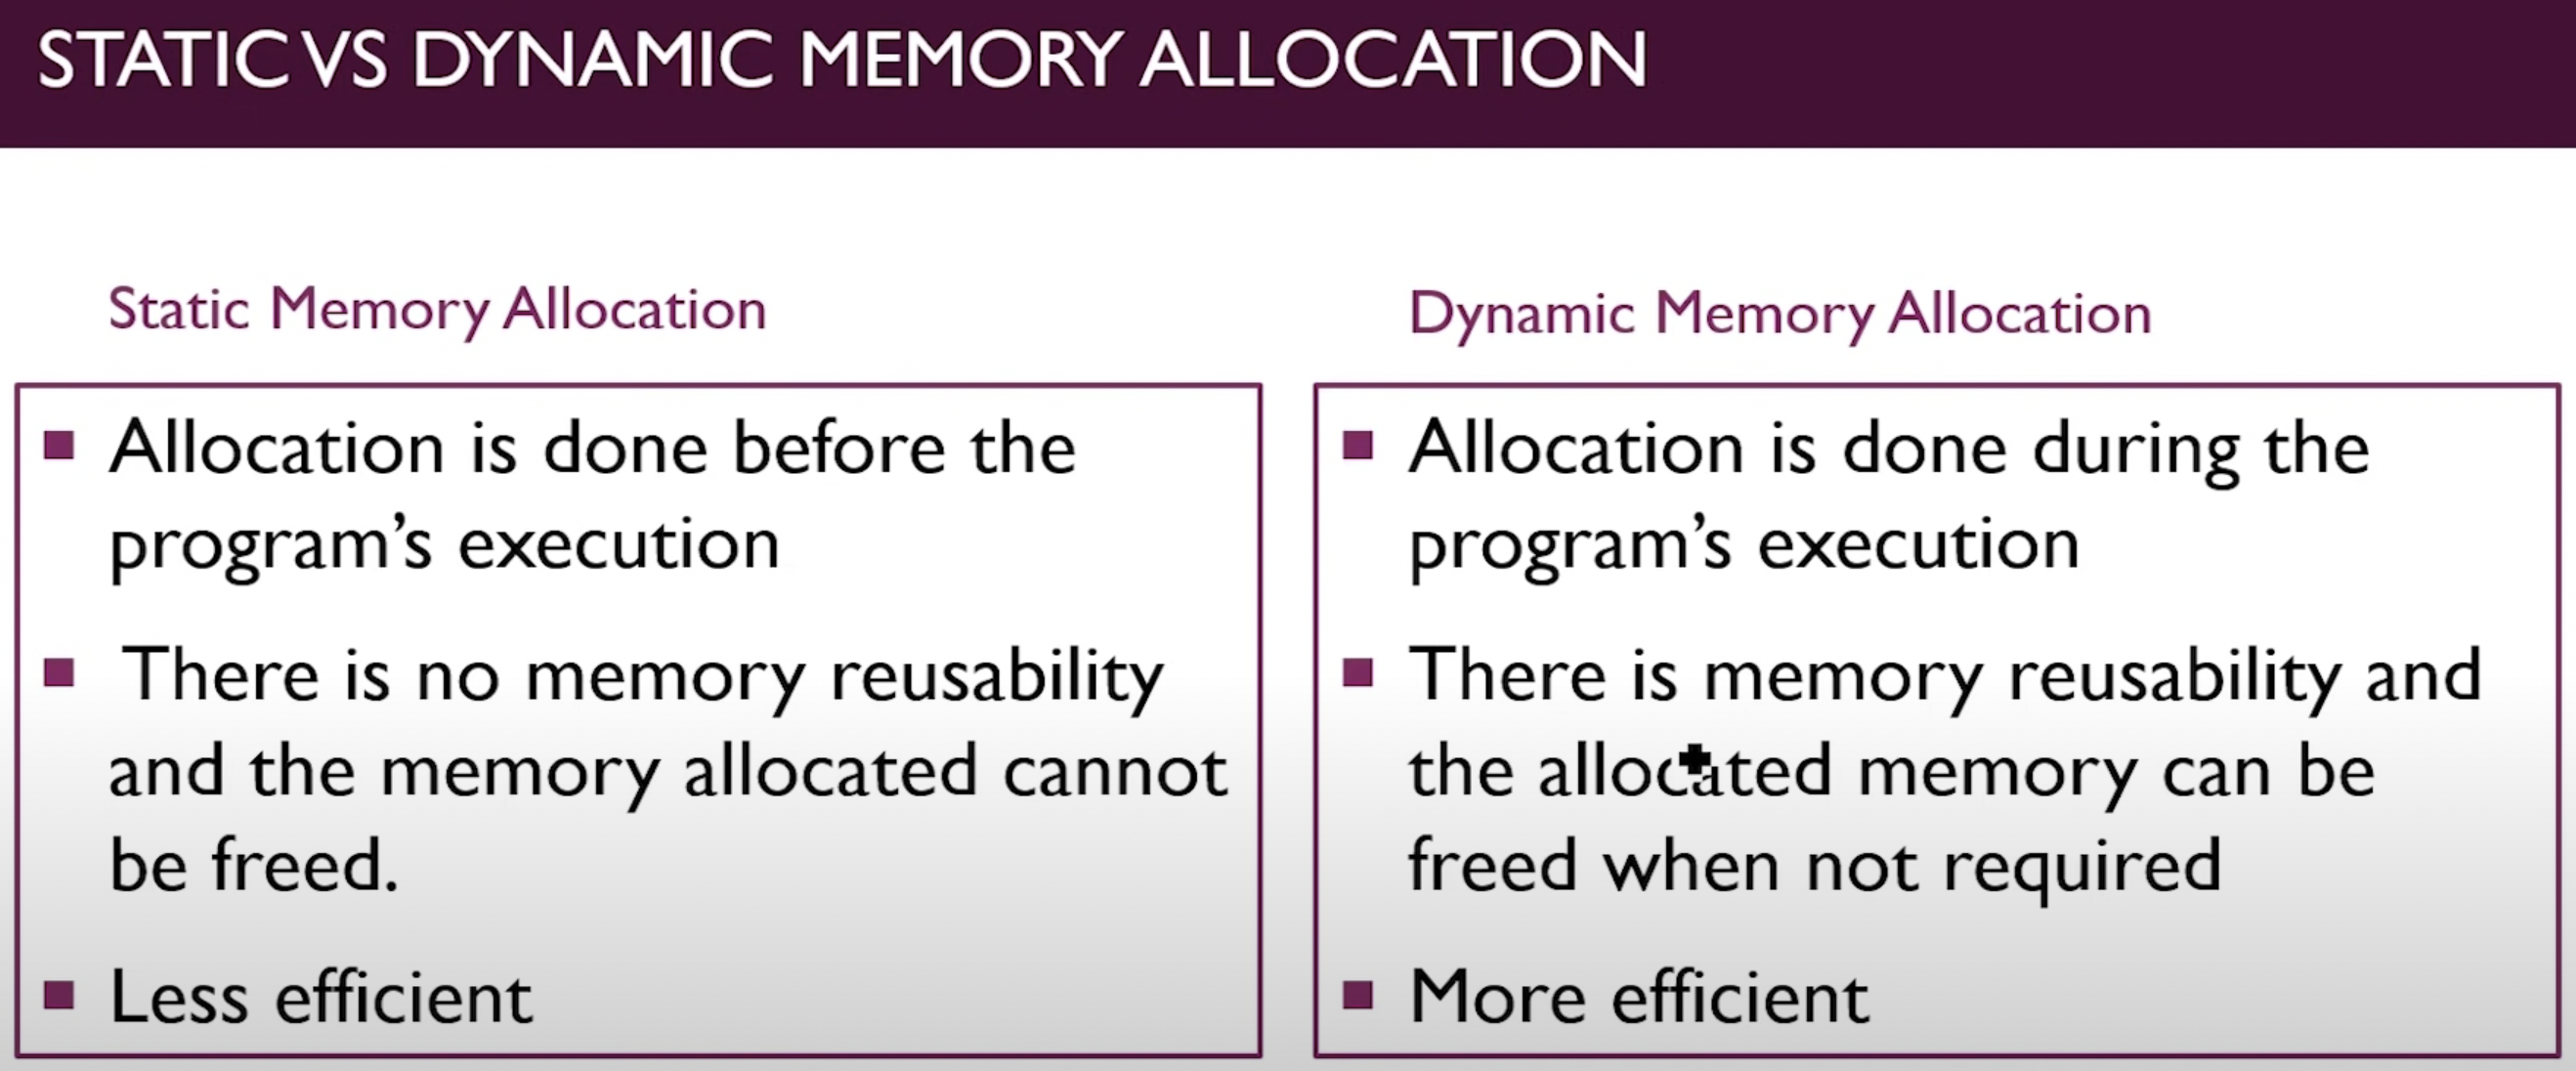 STATIC VS DYNAMIC MEMORY ALLOCATION
Static Memory Allocation
Allocation is done before the
program’s execution
There is no memory reusability
and the memory allocated cannot
be freed.
Less efficient
Dynamic Memory Allocation
Allocation is done during the
program’s execution
There is memory reusability and
the allocated memory can be
freed when not required
More efficient